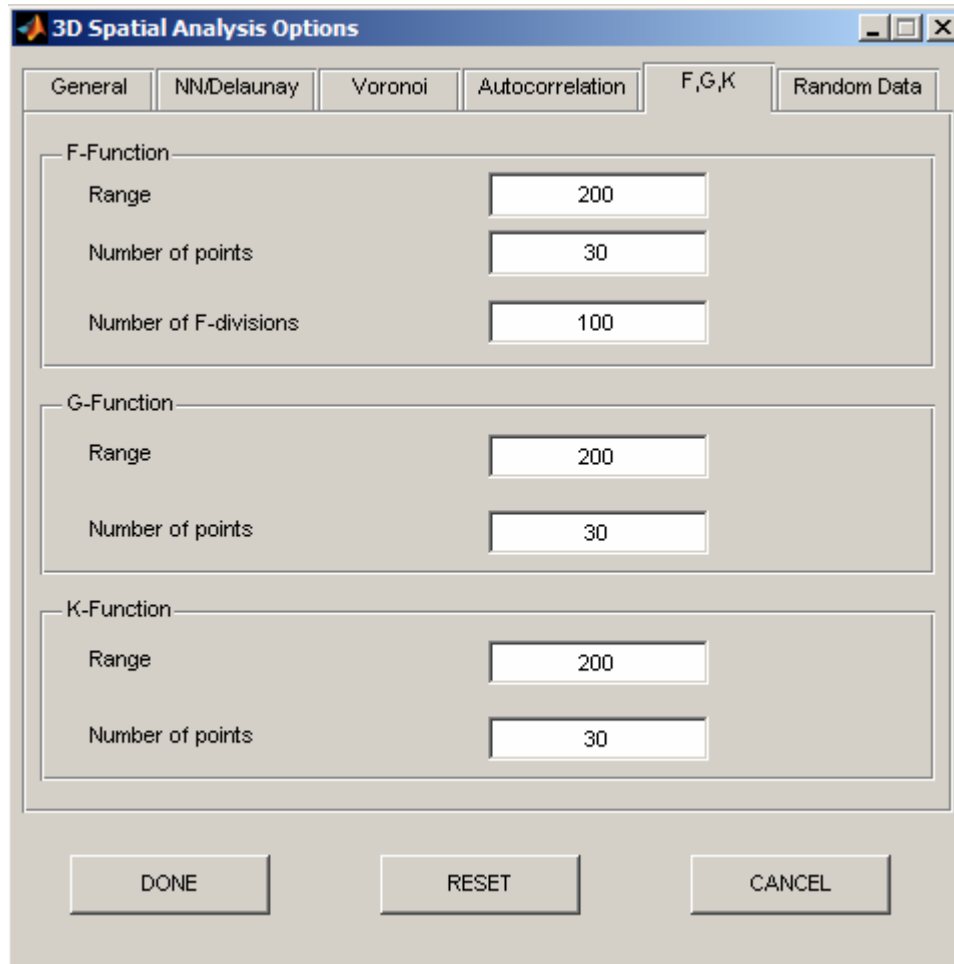 3D Spatial Analysis Options
General NN/Delaunay Voronoi Autocorrelation F,G,K Random Data
F-Function
Range 200
Number of points 30
Number of F-divisions 100
G-Function
Range 200
Number of points 30
K-Function
Range 200
Number of points 30
DONE RESET CANCEL